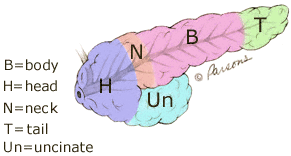 T
B
N
H
Un
© Parsons
B=body
H=head
N=neck
T=tail
Un=uncinate